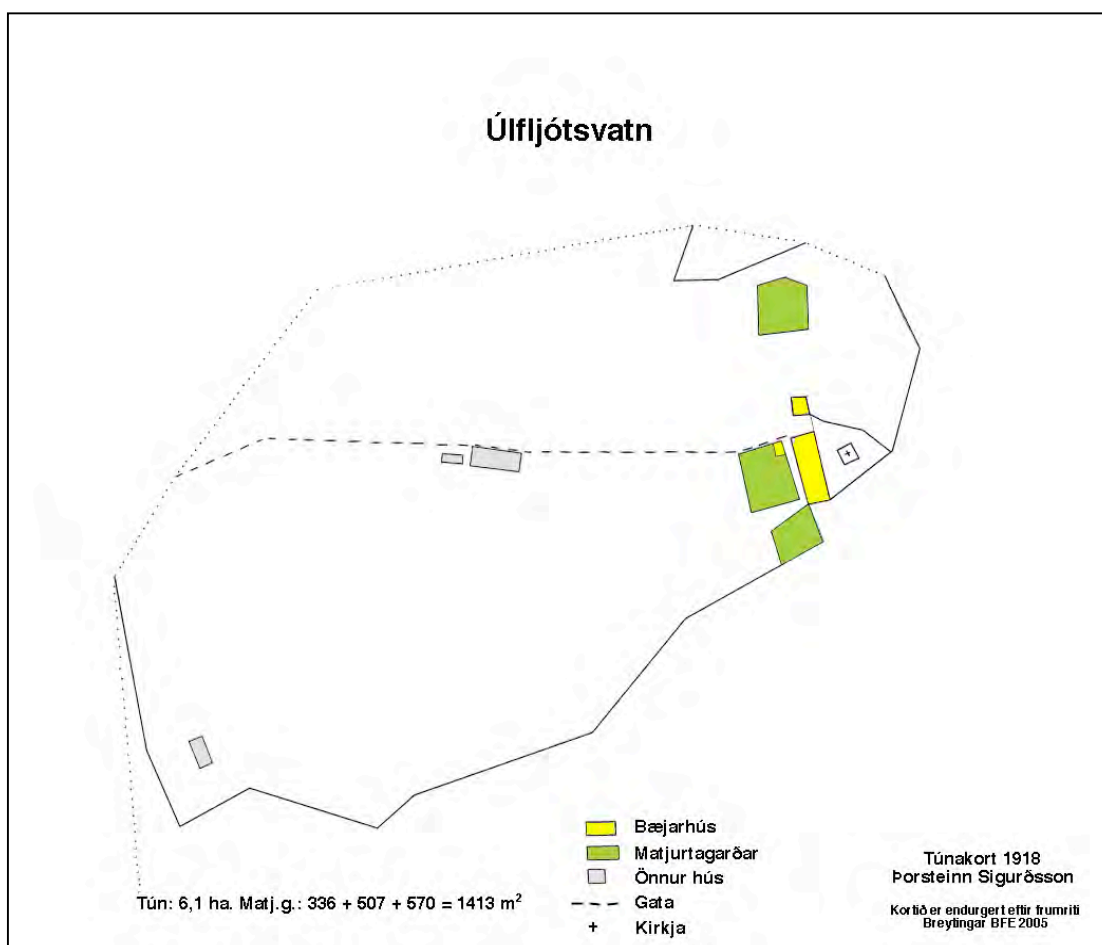 Úlfljótsvatn
Bæjarhús
Matjurtagarðar
Önnur hús
Gata
Kirkja
Tún: 6,1 ha. Matj.g.: 336 + 507 + 570 = 1413 m²
Túnakort 1918
Þorsteinn Sigurðsson
Kortið er endurgert eftir frumriti
Breytingar BFE 2005